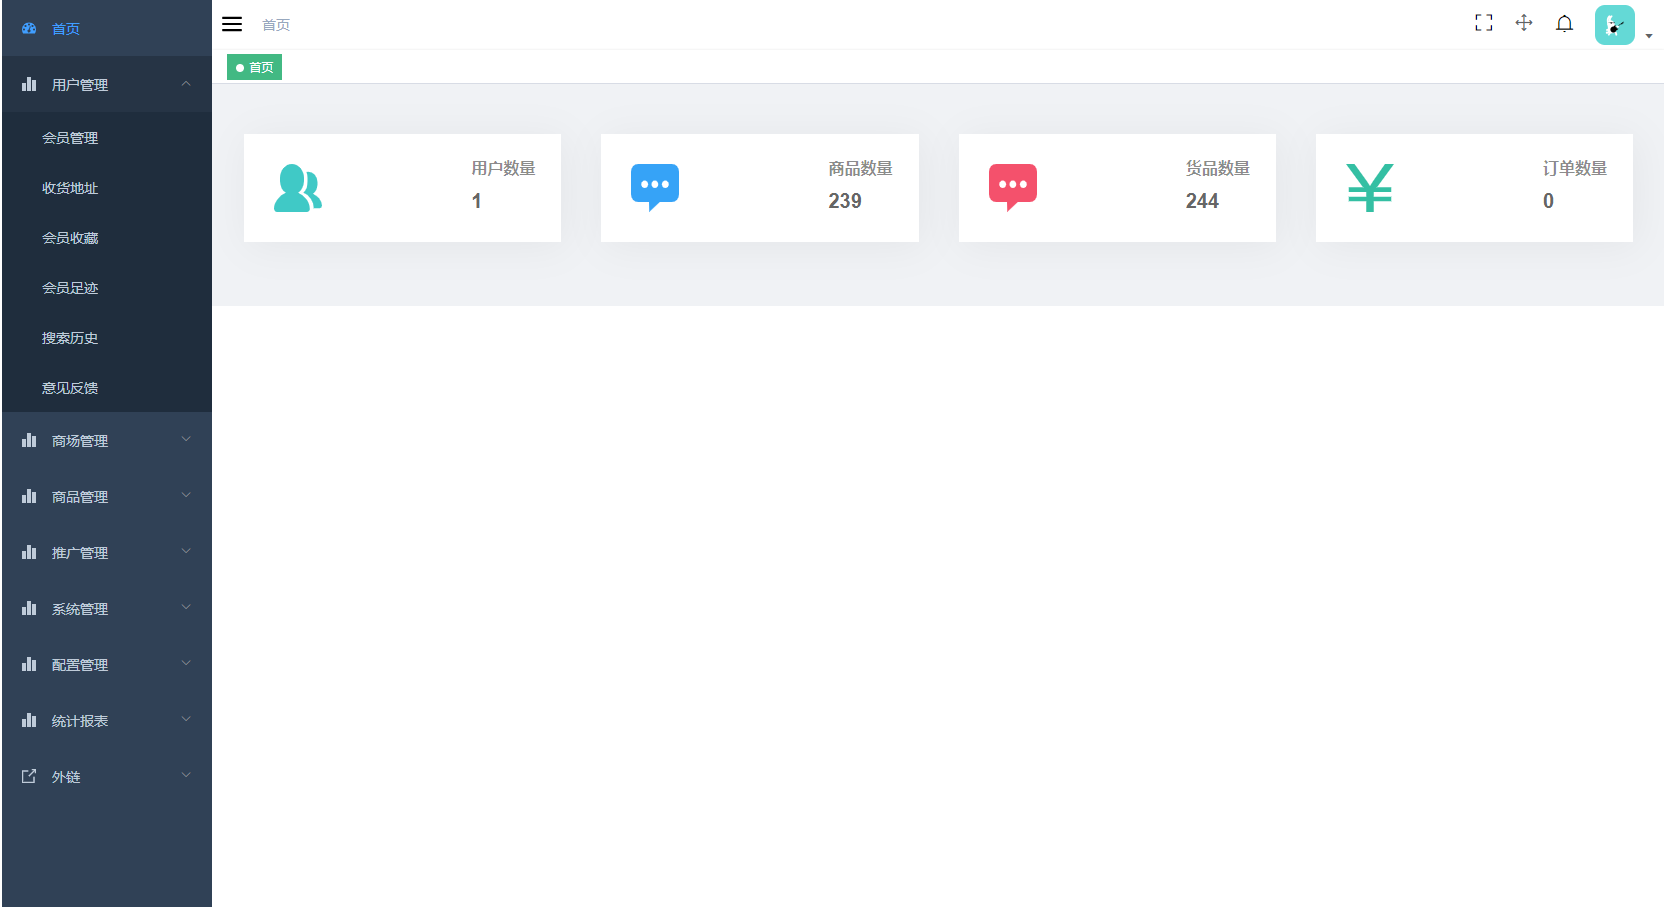 首页
用户管理
会员管理
收货地址
会员收藏
会员足迹
搜索历史
意见反馈
商场管理
商品管理
推广管理
系统管理
配置管理
统计报表
外链
首页
首页
用户数量
1
商品数量
239
货品数量
244
¥
订单数量
0